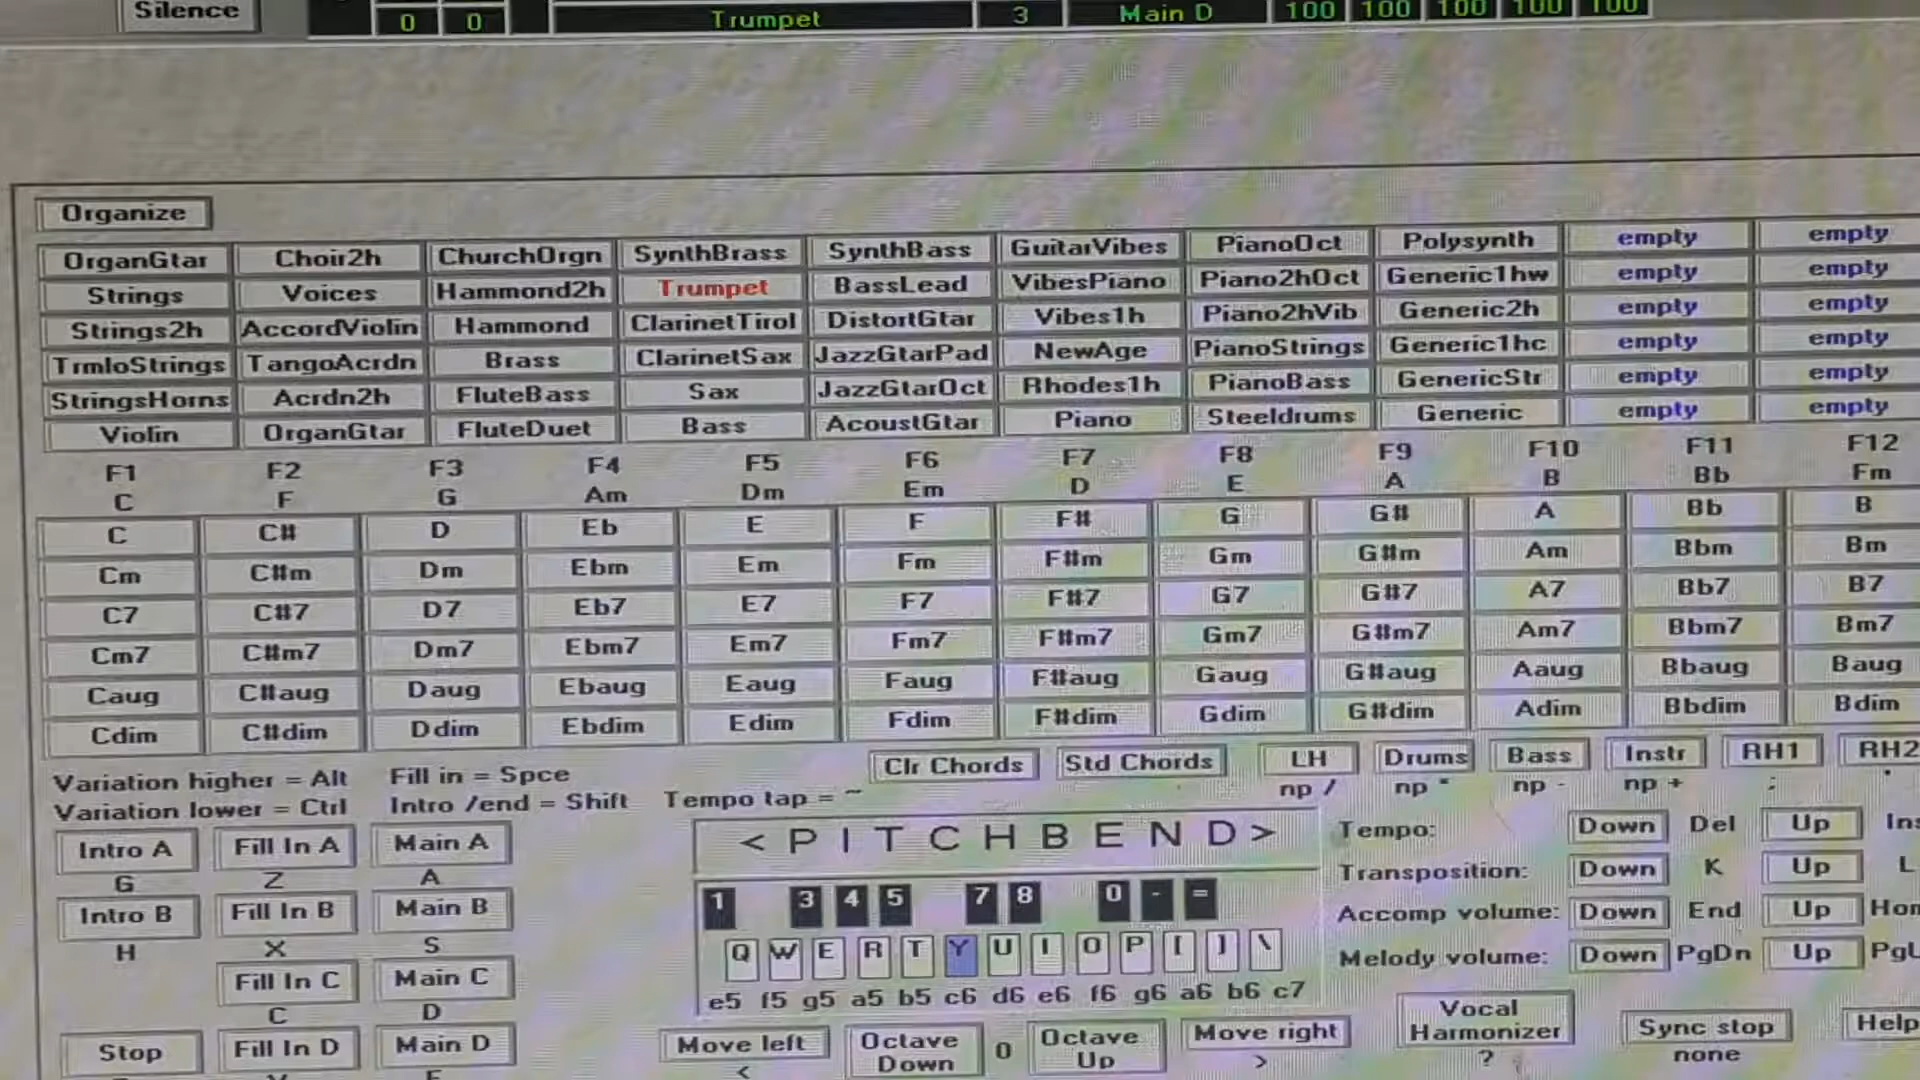 Silence
0 0 Trumpet 3 Main D 100 100 100 100 100
Organize
OrganGtar Choir2h ChurchOrgn SynthBrass SynthBass GuitarVibes PianoOct Polysynth empty empty
Strings Voices Hammond2h Trumpet BassLead VibesPiano Piano2hOct Generic1hw empty empty
Strings2h AccordViolin Hammond ClarinetTirol DistortGtar Vibes1h Piano2hVib Generic2h empty empty
TrmloStrings TangoAcrdn Brass ClarinetSax JazzGtarPad NewAge PianoStrings Generic1hc empty empty
StringsHorns Acrdn2h FluteBass Sax JazzGtarOct Rhodes1h PianoBass GenericStr empty empty
Violin OrganGtar FluteDuet Bass AcoustGtar Piano Steeldrums Generic empty empty
F1 F2 F3 F4 F5 F6 F7 F8 F9 F10 F11 F12
C F G Am Dm Em D E A B Bb Fm
C C# D Eb E F F# G G# A Bb B
Cm C#m Dm Ebm Em Fm F#m Gm G#m Am Bbm Bm
C7 C#7 D7 Eb7 E7 F7 F#7 G7 G#7 A7 Bb7 B7
Cm7 C#m7 Dm7 Ebm7 Em7 Fm7 F#m7 Gm7 G#m7 Am7 Bbm7 Bm7
Caug C#aug Daug Ebaug Eaug Faug F#aug Gaug G#aug Aaug Bbaug Baug
Cdim C#dim Ddim Ebdim Edim Fdim F#dim Gdim G#dim Adim Bbdim Bdim
Clr Chords Std Chords LH Drums Bass Instr RH1 RH2
Variation higher = Alt Fill in = Spce
np / np * np - np + ; '
Variation lower = Ctrl Intro /end = Shift Tempo tap = ~
Intro A Fill In A Main A
G Z A
Intro B Fill In B Main B
H X S
Fill In C Main C
C D
Stop Fill In D Main D
<PITCHBEND>
1 3 4 5 7 8 0 - =
Q W E R T Y U I O P [ ] \
e5 f5 g5 a5 b5 c6 d6 e6 f6 g6 a6 b6 c7
Move left Octave Down 0 Octave Up Move right
< >
Tempo: Down Del Up Ins
Transposition: Down K Up L
Accomp volume: Down End Up Hom
Melody volume: Down PgDn Up PgU
Vocal Harmonizer Sync stop Help
? none